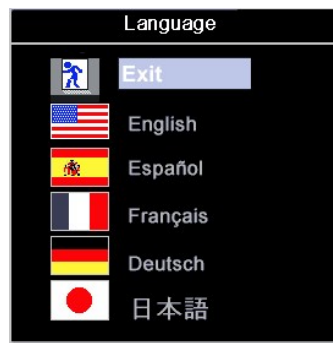 Language
Exit
English
Español
Français
Deutsch
日本語